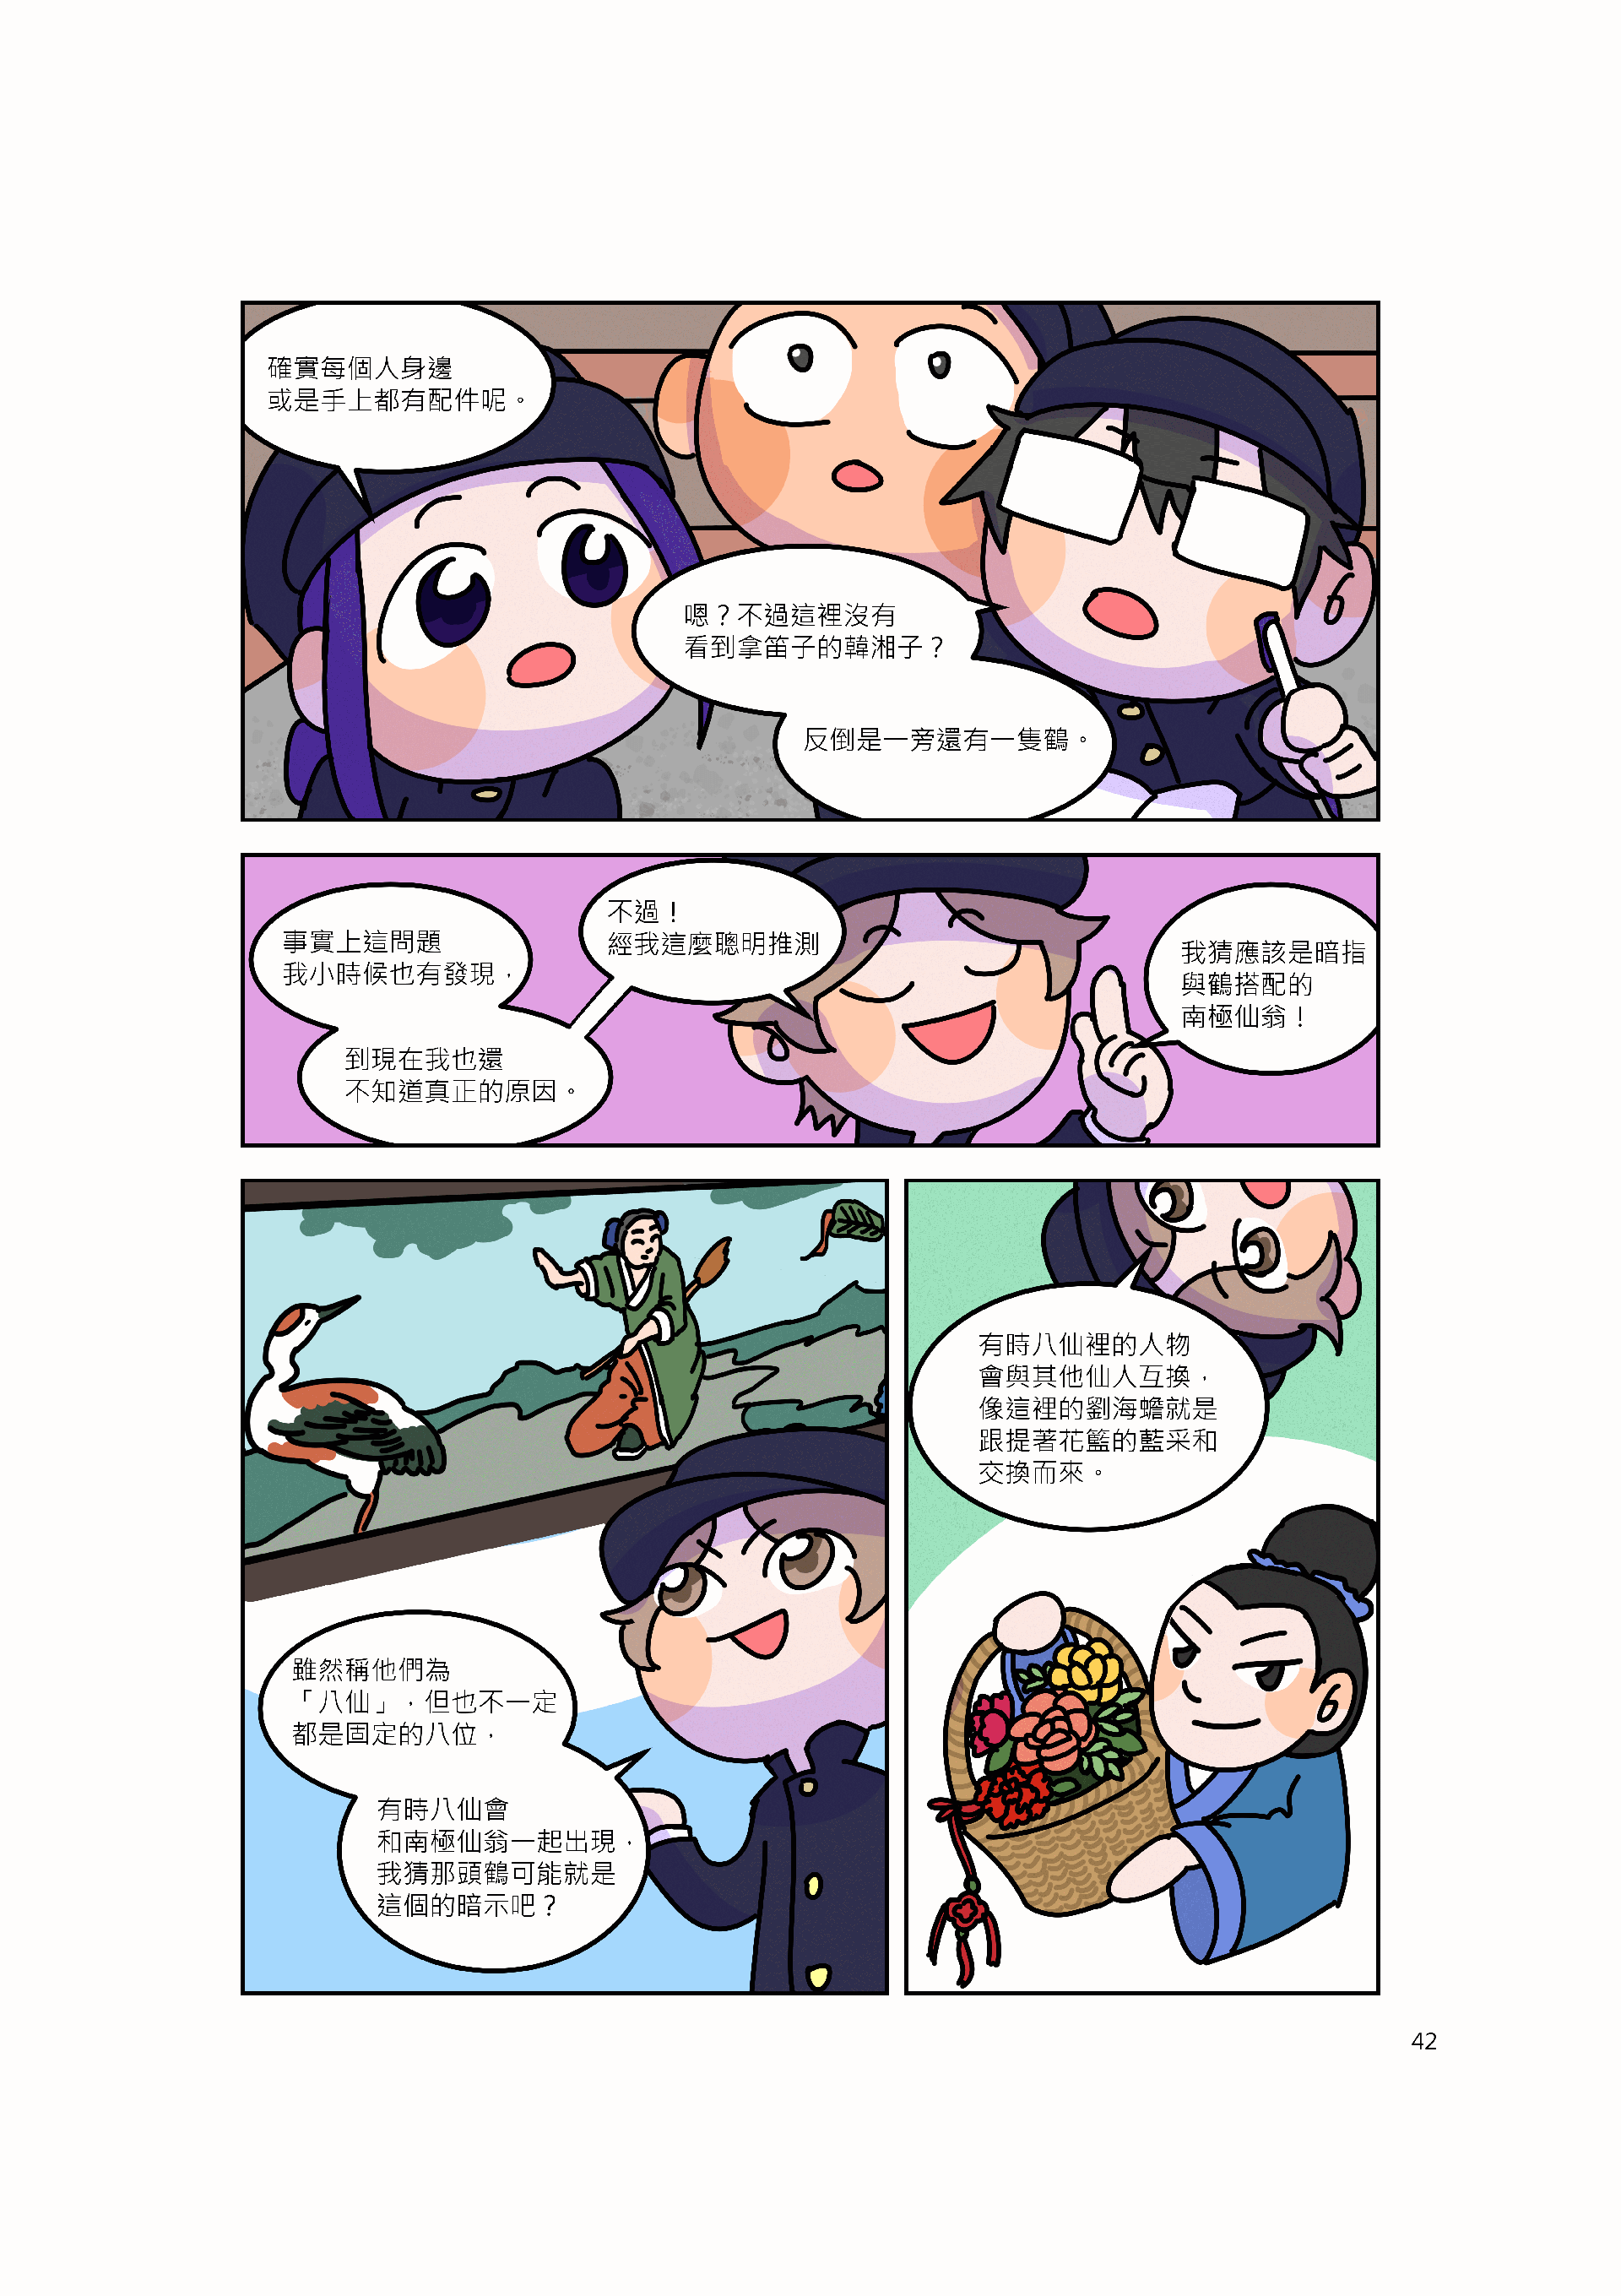 確實每個人身邊
或是手上都有配件呢。
嗯？不過這裡沒有
看到拿笛子的韓湘子？
反倒是一旁還有一隻鶴。
事實上這問題
我小時候也有發現，
到現在我也還
不知道真正的原因。
不過！
經我這麼聰明推測
我猜應該是暗指
與鶴搭配的
南極仙翁！
雖然稱他們為
「八仙」，但也不一定
都是固定的八位，
有時八仙會
和南極仙翁一起出現，
我猜那頭鶴可能就是
這個的暗示吧？
有時八仙裡的人物
會與其他仙人互換，
像這裡的劉海蟾就是
跟提著花籃的藍采和
交換而來。
42